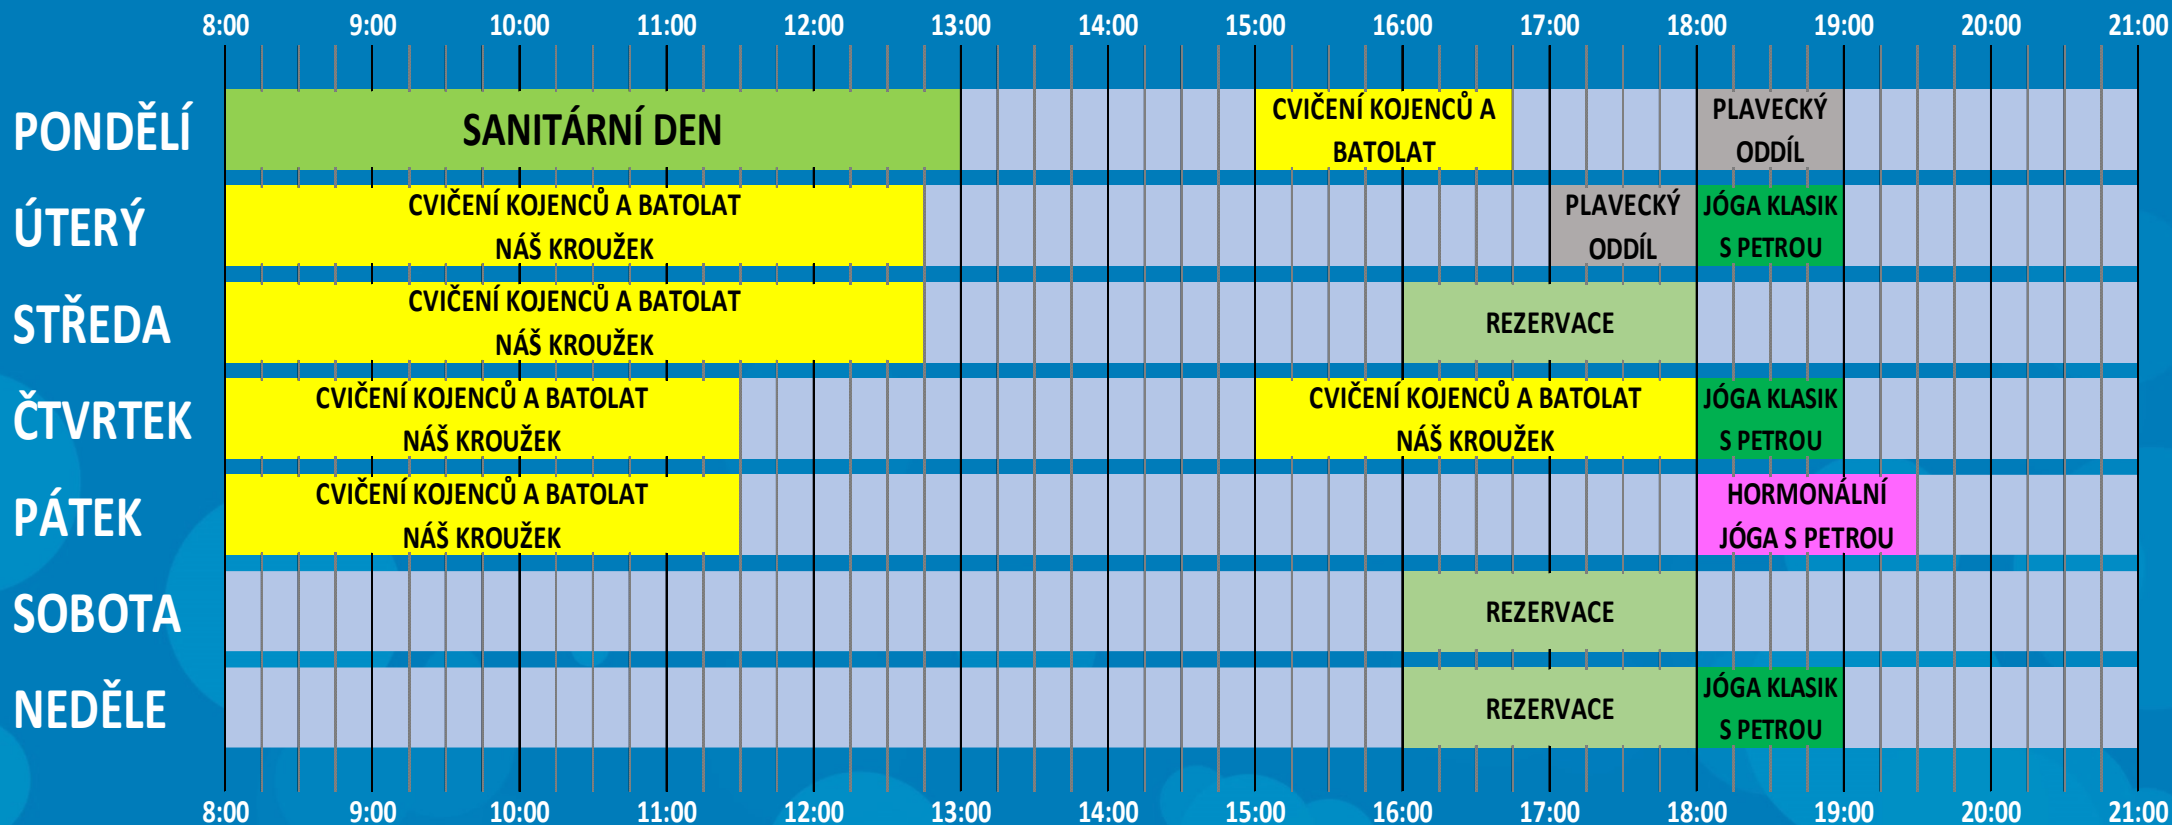 8:00 9:00 10:00 11:00 12:00 13:00 14:00 15:00 16:00 17:00 18:00 19:00 20:00 21:00
PONDĚLÍ
SANITÁRNÍ DEN
CVIČENÍ KOJENCŮ A
BATOLAT
PLAVECKÝ
ODDÍL
ÚTERÝ
CVIČENÍ KOJENCŮ A BATOLAT
NÁŠ KROUŽEK
PLAVECKÝ
ODDÍL
JÓGA KLASIK
S PETROU
STŘEDA
CVIČENÍ KOJENCŮ A BATOLAT
NÁŠ KROUŽEK
REZERVACE
ČTVRTEK
CVIČENÍ KOJENCŮ A BATOLAT
NÁŠ KROUŽEK
CVIČENÍ KOJENCŮ A BATOLAT
NÁŠ KROUŽEK
JÓGA KLASIK
S PETROU
PÁTEK
CVIČENÍ KOJENCŮ A BATOLAT
NÁŠ KROUŽEK
HORMONÁLNÍ
JÓGA S PETROU
SOBOTA
REZERVACE
NEDĚLE
REZERVACE
JÓGA KLASIK
S PETROU
8:00 9:00 10:00 11:00 12:00 13:00 14:00 15:00 16:00 17:00 18:00 19:00 20:00 21:00